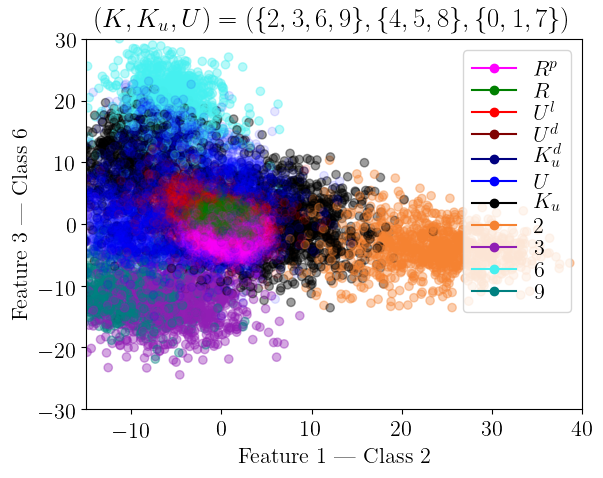 (K, K_u, U) = ({2, 3, 6, 9}, {4, 5, 8}, {0, 1, 7})
30
20
10
0
−10
−20
−30
Feature 3 — Class 6
−10
0
10
20
30
40
Feature 1 — Class 2
R^p
R
U^l
U^d
K_u^d
U
K_u
2
3
6
9